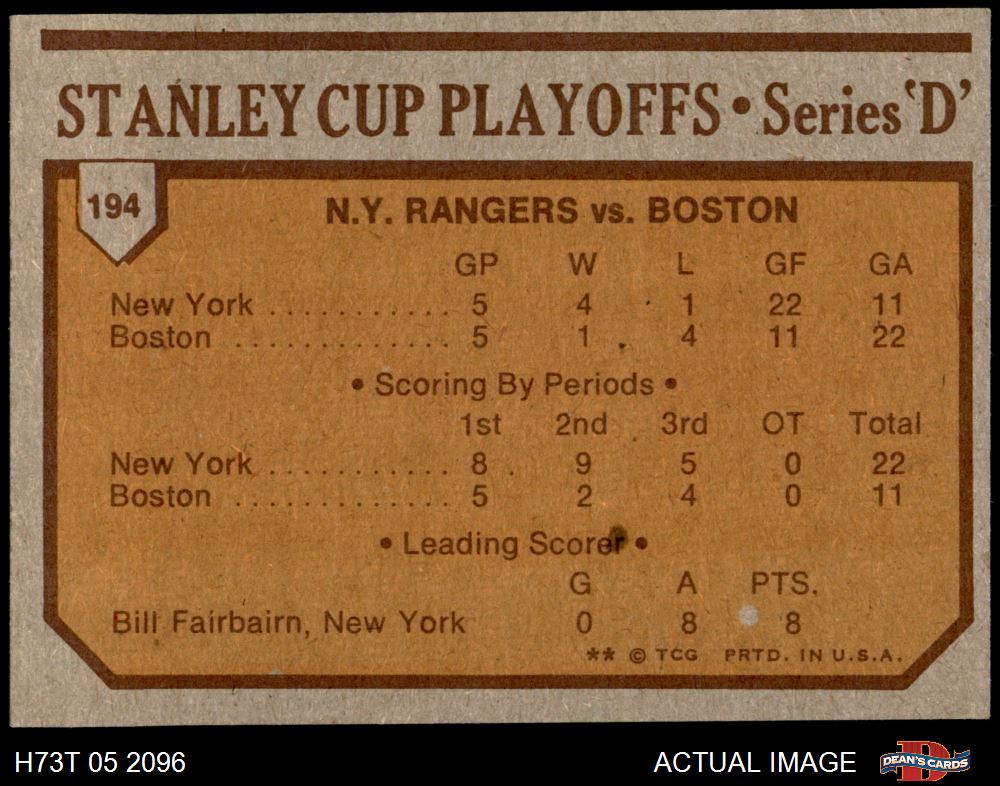 STANLEY CUP PLAYOFFS • Series 'D'
194
N.Y. RANGERS vs. BOSTON
GP W L GF GA
New York . . . . . . . . . . . 5 4 1 22 11
Boston . . . . . . . . . . . . . 5 1 4 11 22
• Scoring By Periods •
1st 2nd 3rd OT Total
New York . . . . . . . . . . . 8 9 5 0 22
Boston . . . . . . . . . . . . . 5 2 4 0 11
• Leading Scorer •
G A PTS.
Bill Fairbairn, New York 0 8 8
** © TCG PRTD. IN U.S.A.
H73T 05 2096 ACTUAL IMAGE DEAN'S CARDS